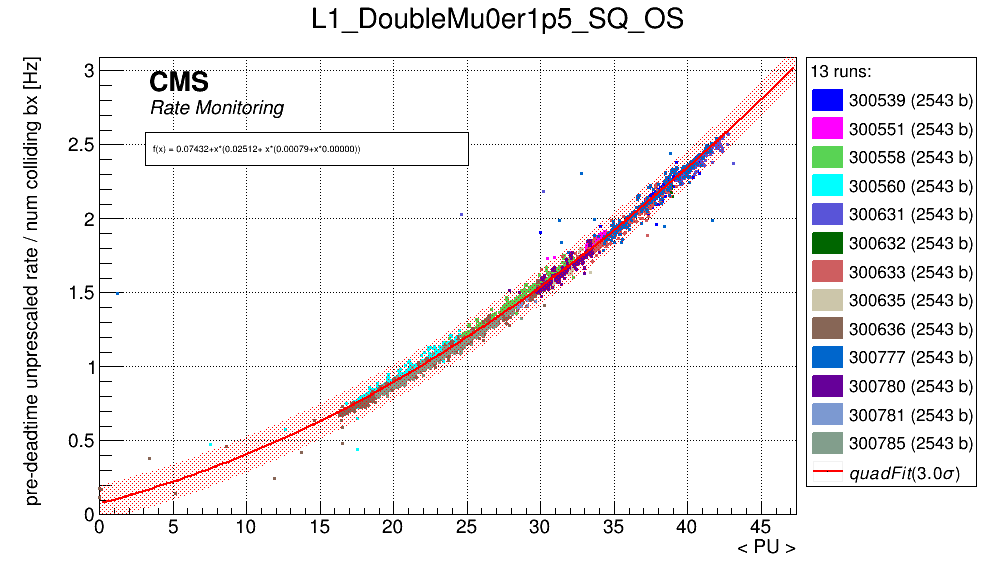 L1_DoubleMu0er1p5_SQ_OS
pre-deadtime unprescaled rate / num colliding bx [Hz]
CMS
Rate Monitoring
f(x) = 0.07432+x*(0.02512+ x*(0.00079+x*0.00000))
3
2.5
2
1.5
1
0.5
0
0 5 10 15 20 25 30 35 40 45
< PU >
13 runs:
300539 (2543 b)
300551 (2543 b)
300558 (2543 b)
300560 (2543 b)
300631 (2543 b)
300632 (2543 b)
300633 (2543 b)
300635 (2543 b)
300636 (2543 b)
300777 (2543 b)
300780 (2543 b)
300781 (2543 b)
300785 (2543 b)
quadFit(3.0σ)